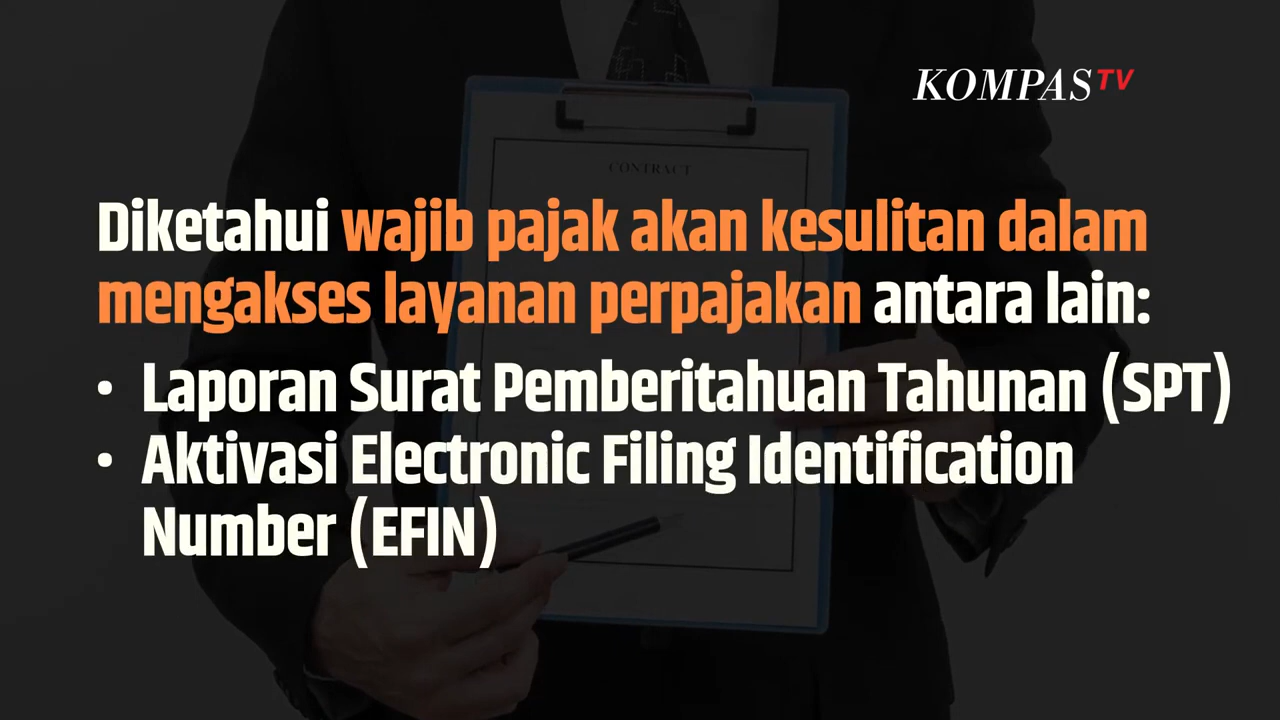 KOMPASTV
CONTRACT
Diketahui wajib pajak akan kesulitan dalam
mengakses layanan perpajakan antara lain:
• Laporan Surat Pemberitahuan Tahunan (SPT)
• Aktivasi Electronic Filing Identification
Number (EFIN)